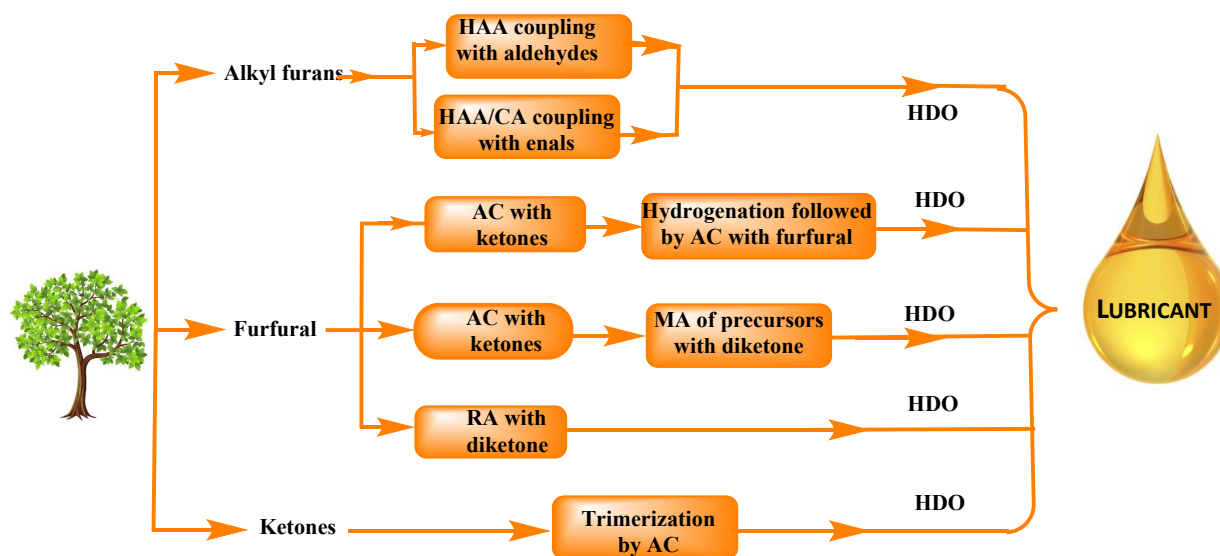 HAA coupling
with aldehydes
Alkyl furans
HAA/CA coupling
with enals
HDO
AC with
ketones
Hydrogenation followed
by AC with furfural
HDO
Furfural
AC with
ketones
MA of precursors
with diketone
HDO
LUBRICANT
RA with
diketone
HDO
Ketones
Trimerization
by AC
HDO